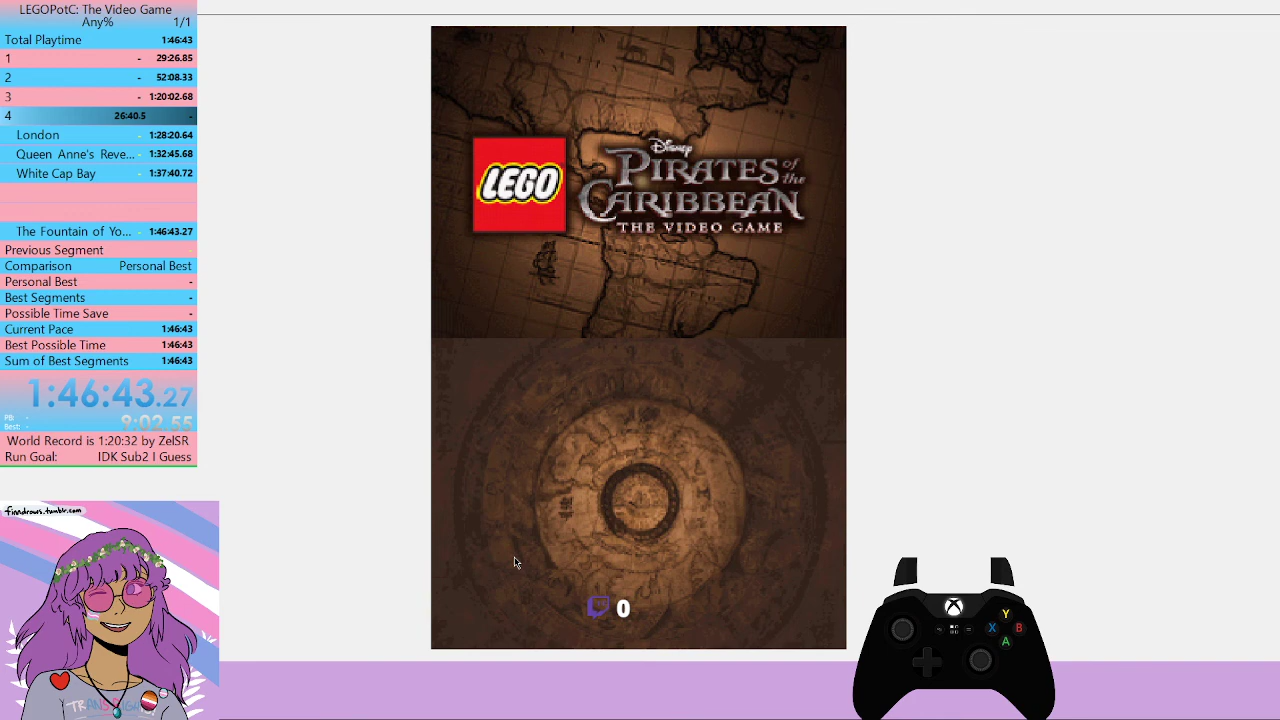 LEGOPotC: The Video Game
Any% 1/1
Total Playtime 1:46:43
1 - 29:26.85
2 - 52:08.33
3 - 1:20:02.68
4 26:40.5 -
London - 1:28:20.64
Queen Anne's Reve... - 1:32:45.68
White Cap Bay - 1:37:40.72
The Fountain of Yo... - 1:46:43.27
Previous Segment -
Comparison Personal Best
Personal Best -
Best Segments -
Possible Time Save -
Current Pace 1:46:43
Best Possible Time 1:46:43
Sum of Best Segments 1:46:43
1:46:43.27
PB: -
Best: -
9:02.55
World Record is 1:20:32 by ZelSR
Run Goal: IDK Sub2 I Guess
finndrows.tumblr.com
LEGO
Disney
PIRATES of the
CARIBBEAN
THE VIDEO GAME
0
Y
X B
A